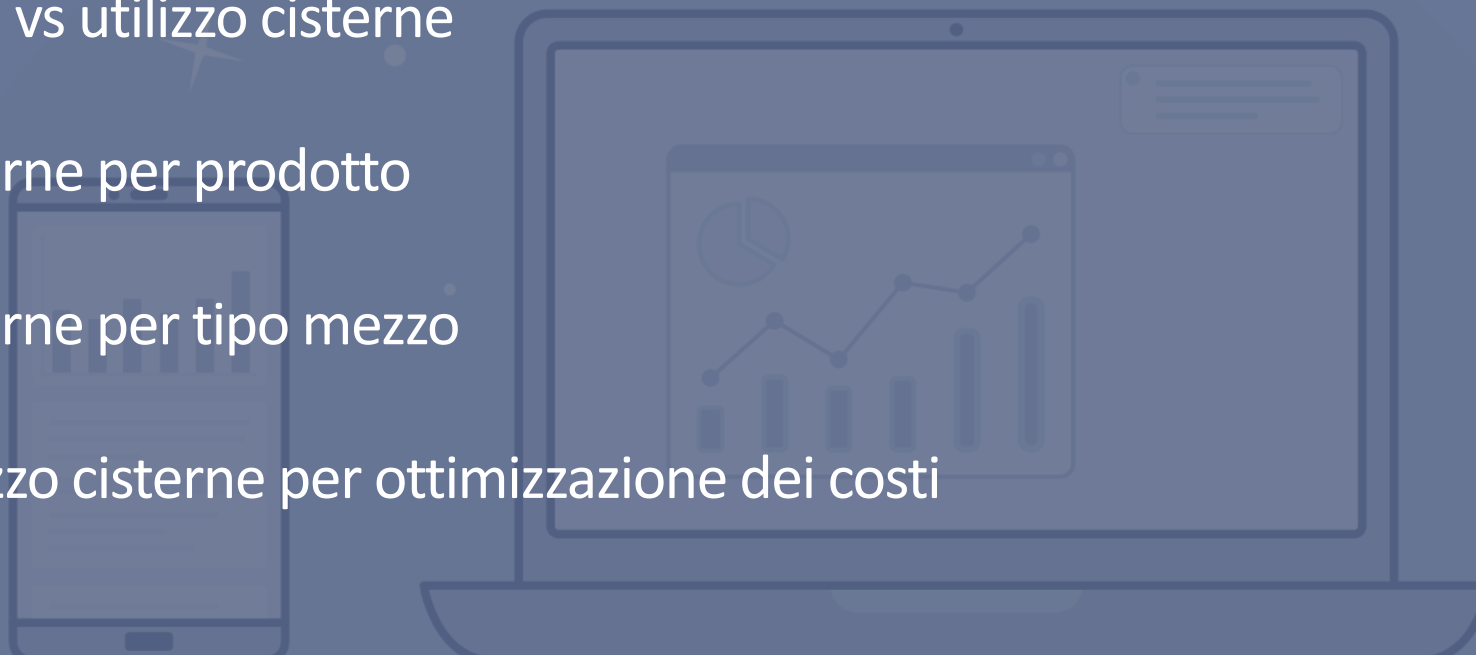 vs utilizzo cisterne
rne per prodotto
rne per tipo mezzo
zzo cisterne per ottimizzazione dei costi